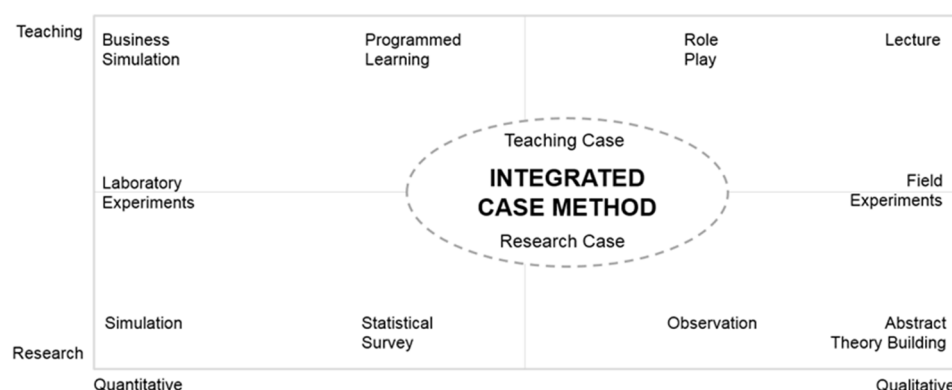 Teaching
Business
Simulation
Programmed
Learning
Role
Play
Lecture
Teaching Case
INTEGRATED
CASE METHOD
Research Case
Laboratory
Experiments
Field
Experiments
Simulation
Statistical
Survey
Observation
Abstract
Theory Building
Research
Quantitative
Qualitative